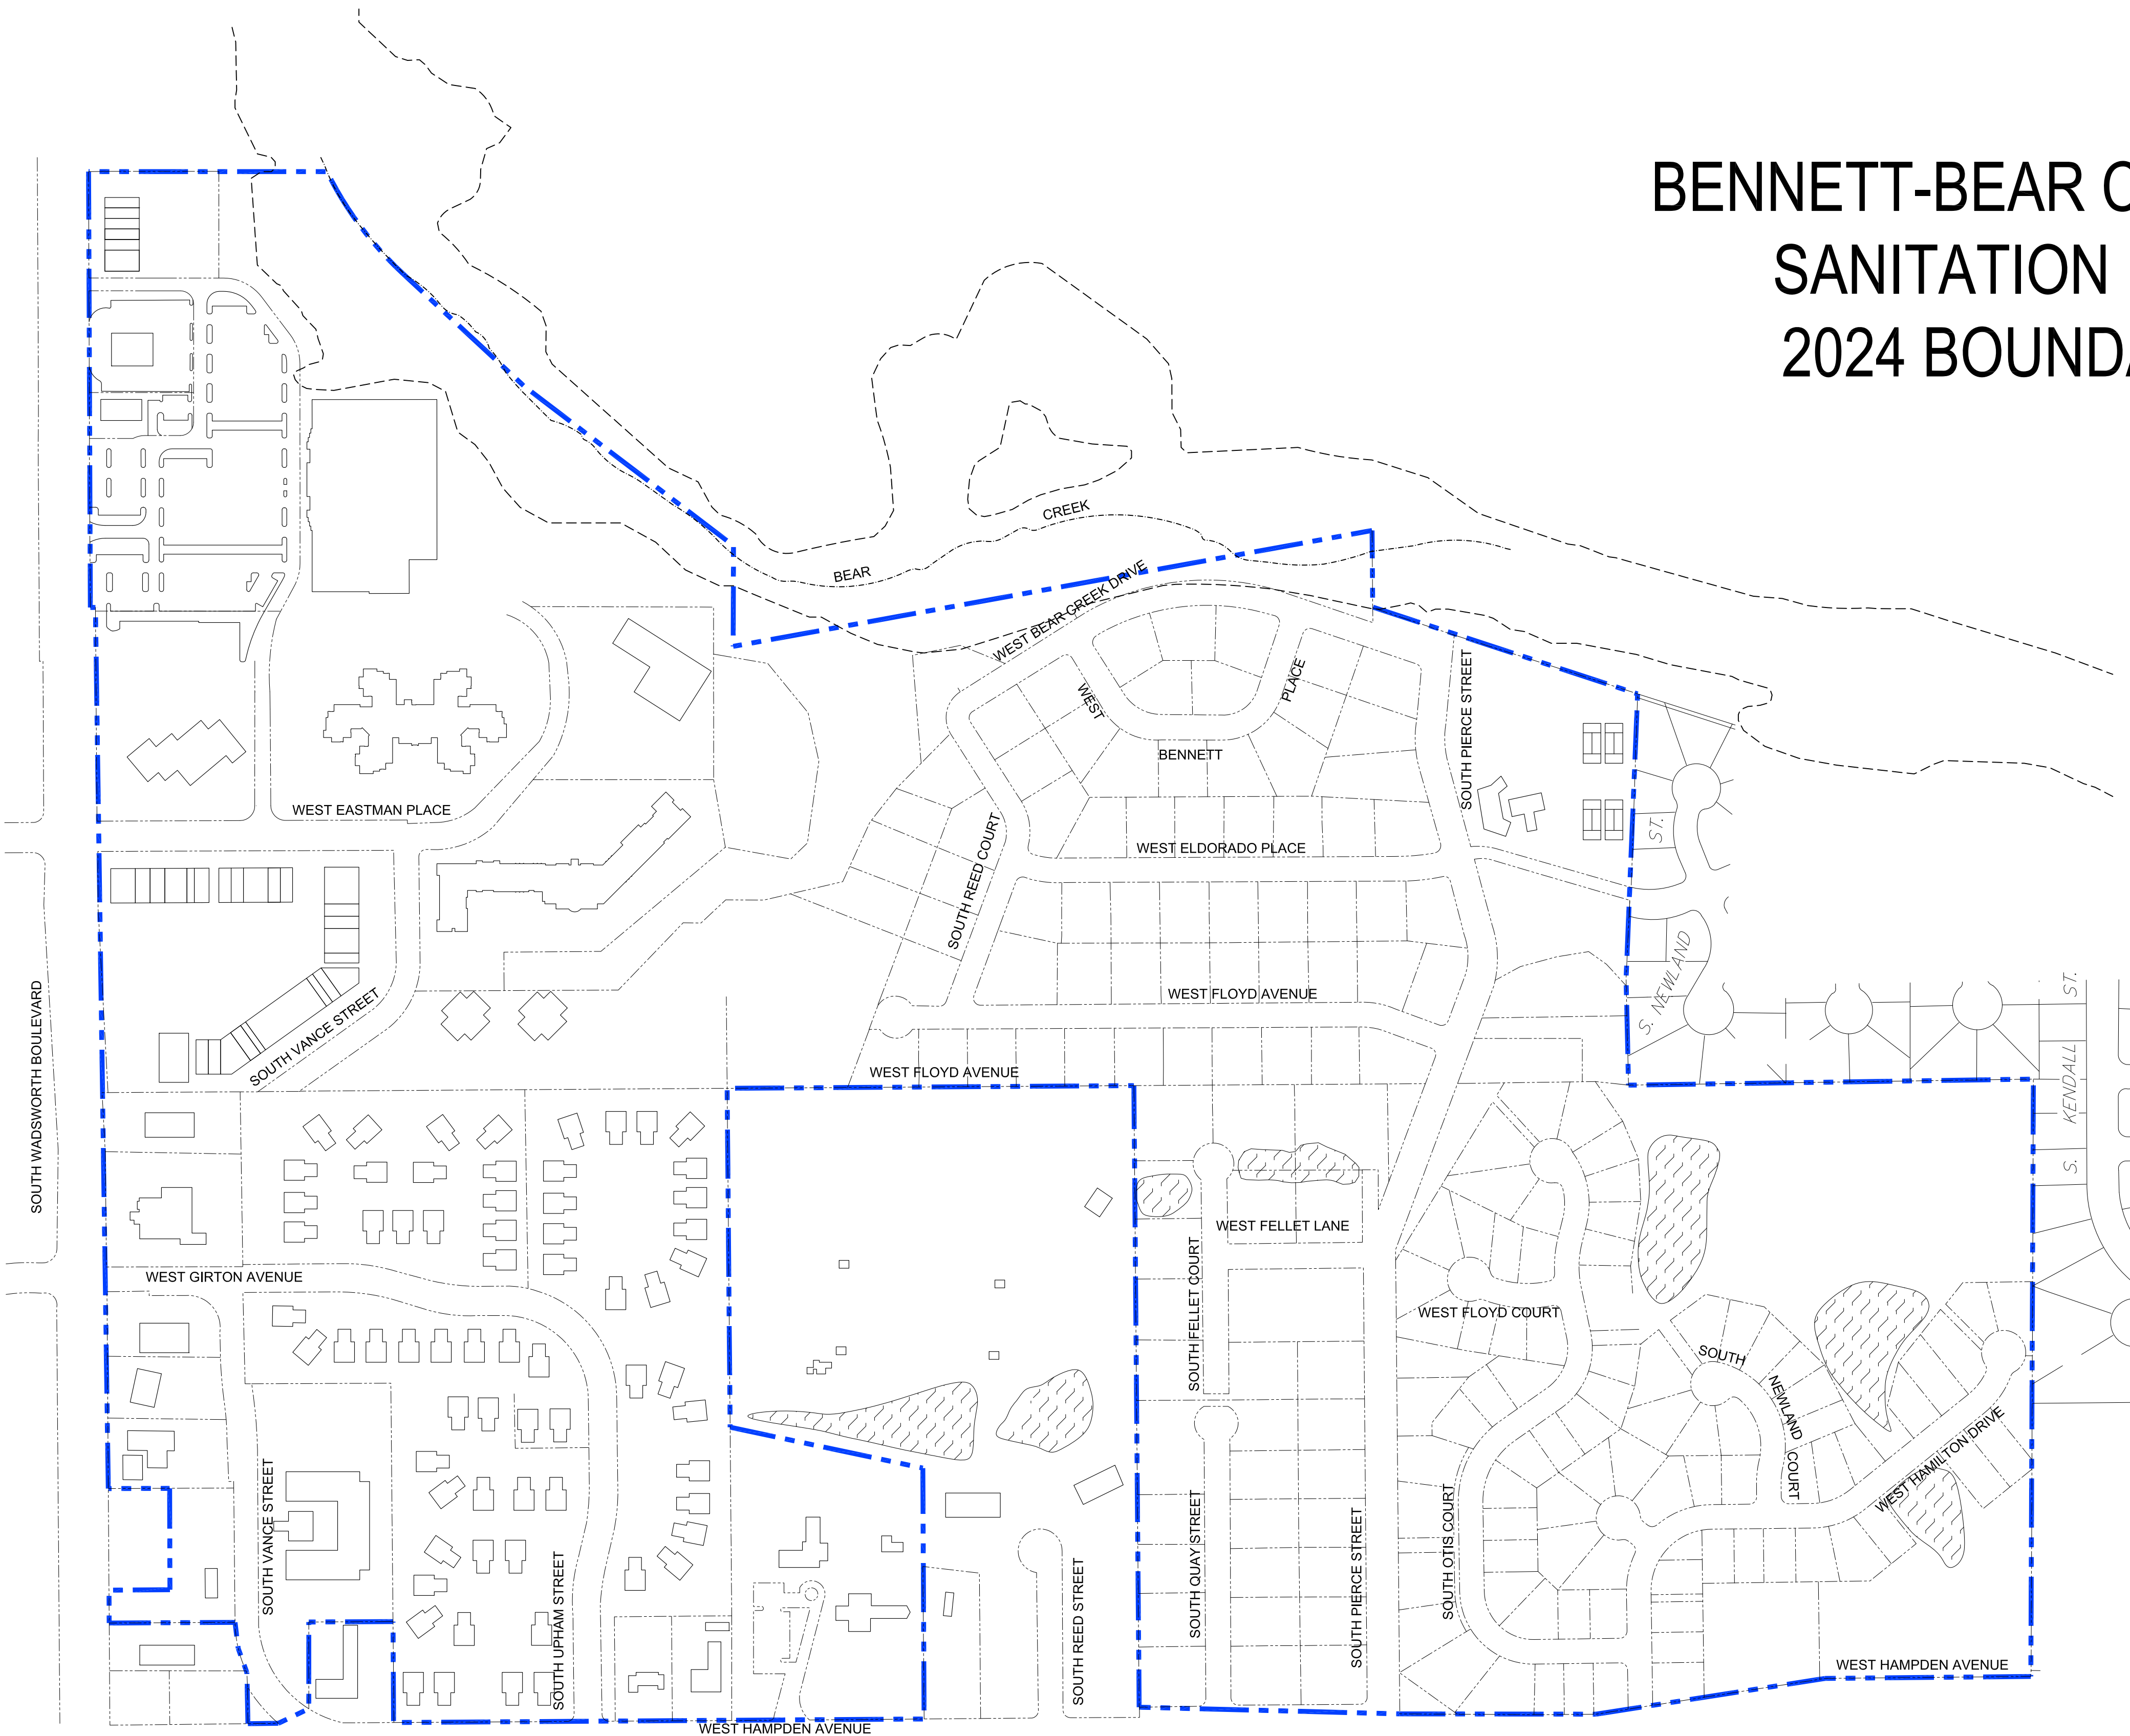 BENNETT-BEAR C
SANITATION
2024 BOUNDA
CREEK
BEAR
WEST BEAR CREEK DRIVE
WEST
PLACE
BENNETT
SOUTH PIERCE STREET
WEST EASTMAN PLACE
SOUTH REED COURT
WEST ELDORADO PLACE
ST.
S. NEWLAND
WEST FLOYD AVENUE
SOUTH WADSWORTH BOULEVARD
SOUTH VANCE STREET
WEST FLOYD AVENUE
S. KENDALL ST.
WEST FELLET LANE
SOUTH FELLET COURT
WEST GIRTON AVENUE
WEST FLOYD COURT
SOUTH
NEWLAND
COURT
WEST HAMILTON DRIVE
SOUTH VANCE STREET
SOUTH UPHAM STREET
SOUTH REED STREET
SOUTH QUAY STREET
SOUTH PIERCE STREET
SOUTH OTIS COURT
WEST HAMPDEN AVENUE
WEST HAMPDEN AVENUE